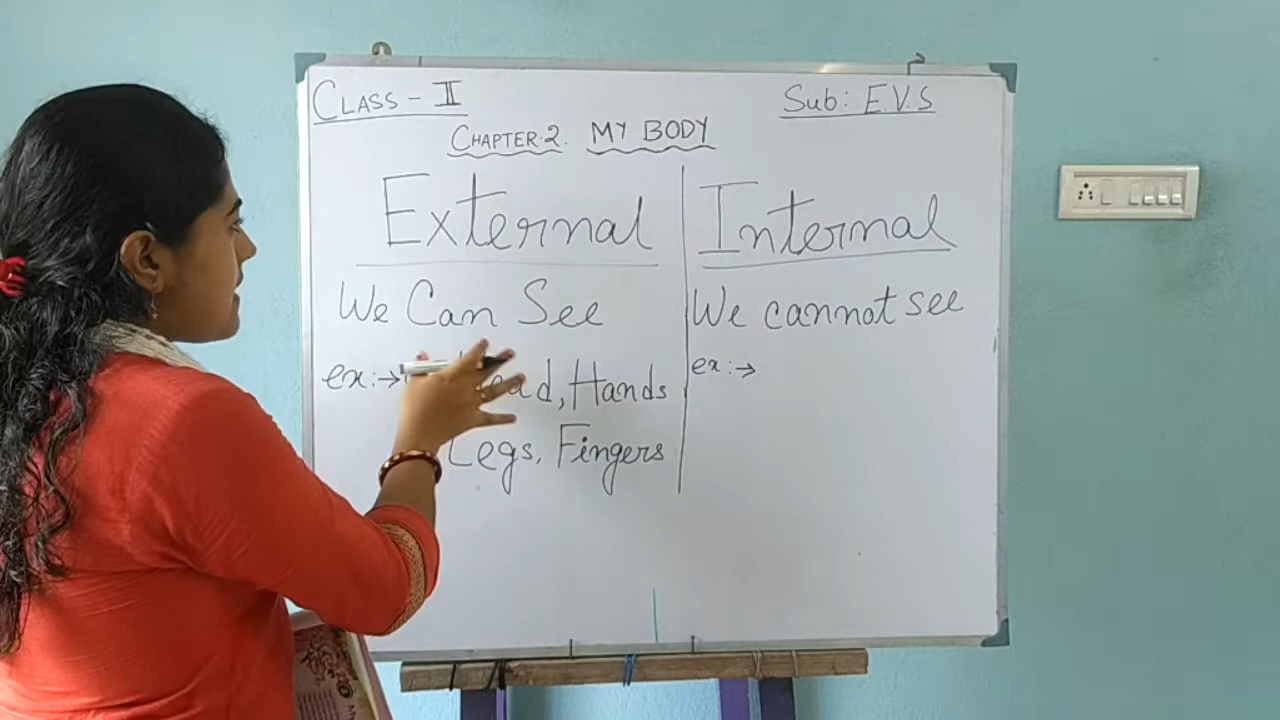 CLASS - II
Sub: E.V.S
CHAPTER·2. MY BODY
External
Internal
We Can See
We cannot see
ex:→ Hands
ex:→
Legs, Fingers